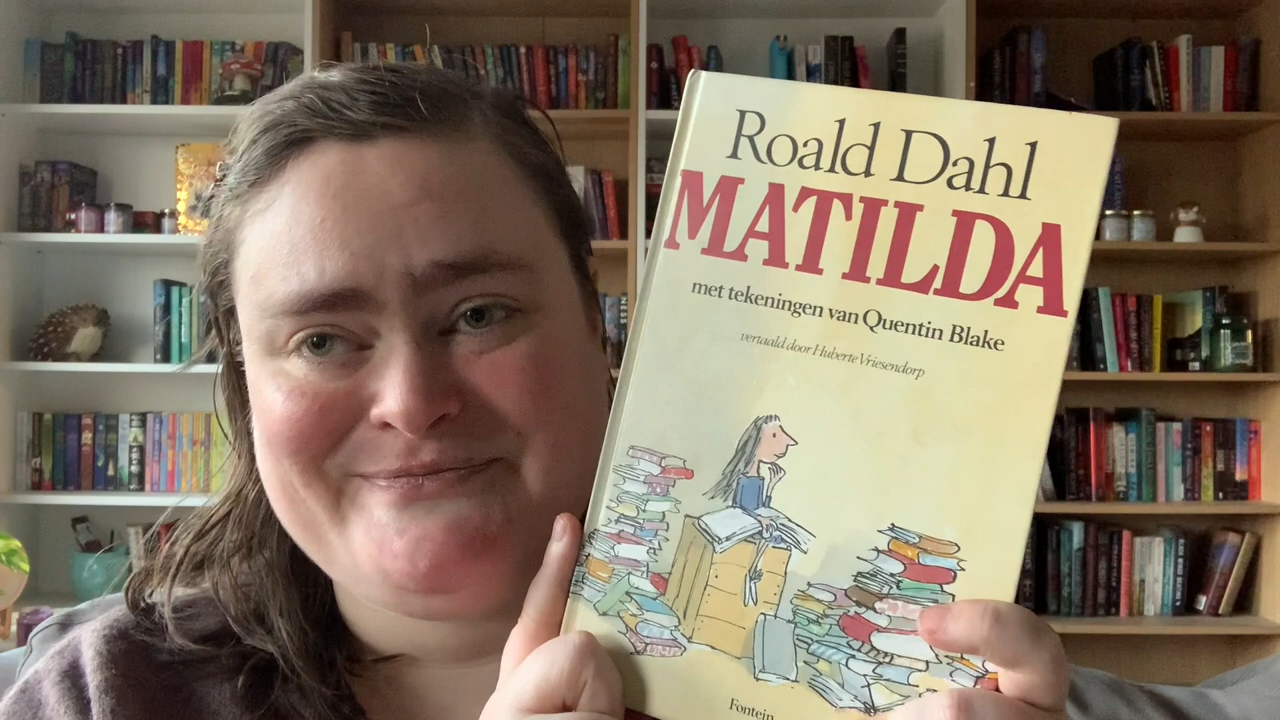 Roald Dahl
MATILDA
met tekeningen van Quentin Blake
vertaald door Huberte Vriesendorp
Fontein